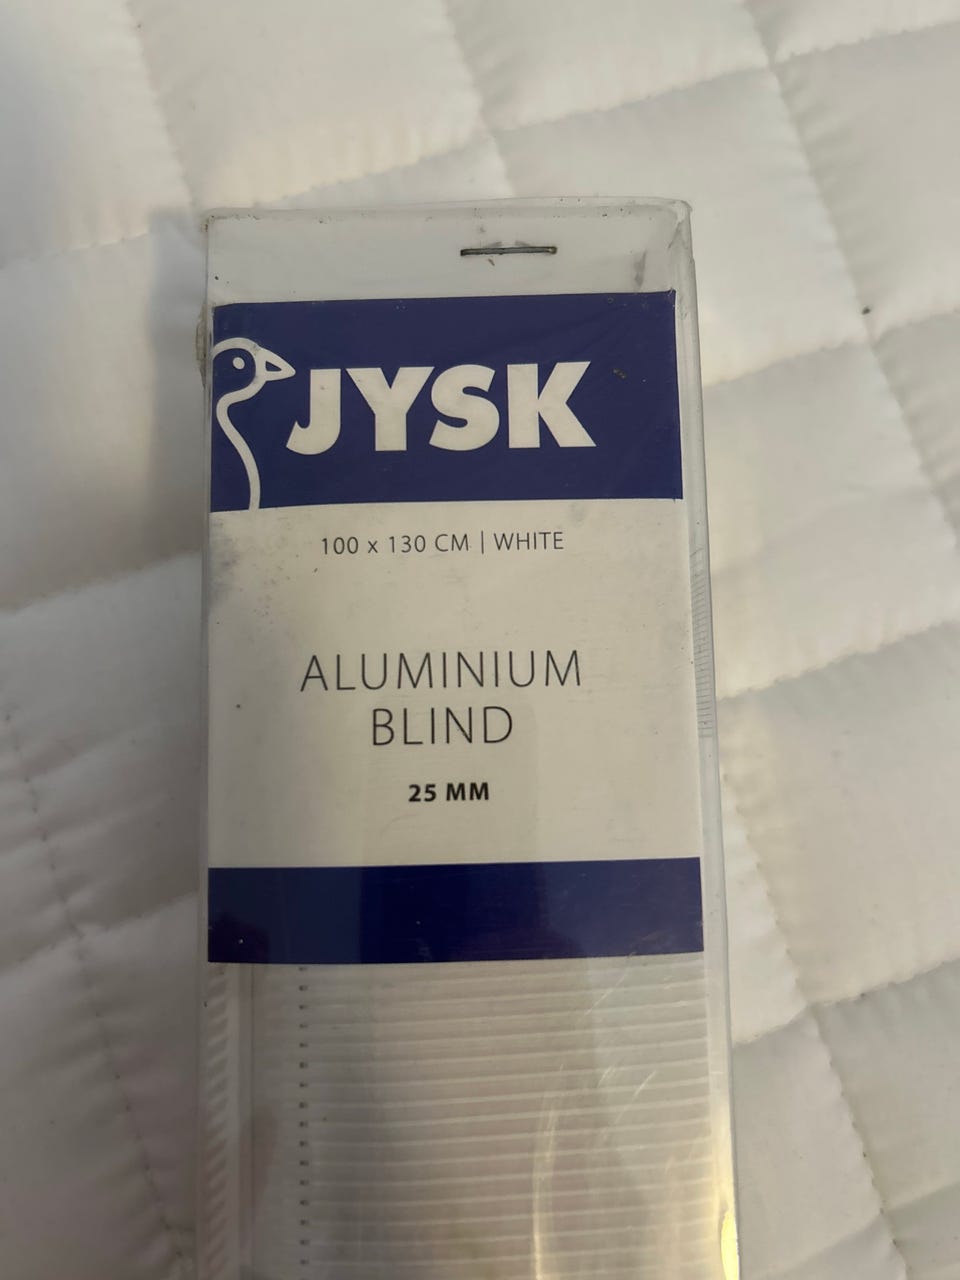 JYSK
100 x 130 CM | WHITE
ALUMINIUM
BLIND
25 MM